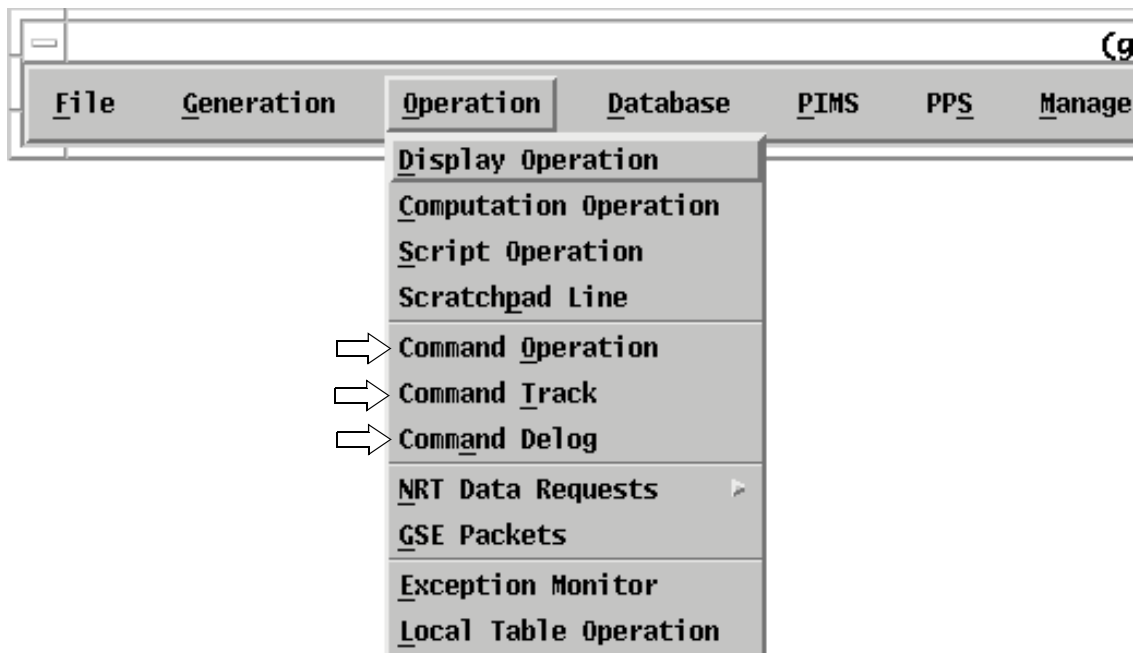 (g
File Generation Operation Database PIMS PPS Manage
Display Operation
Computation Operation
Script Operation
Scratchpad Line
Command Operation
Command Track
Command Delog
NRT Data Requests
GSE Packets
Exception Monitor
Local Table Operation